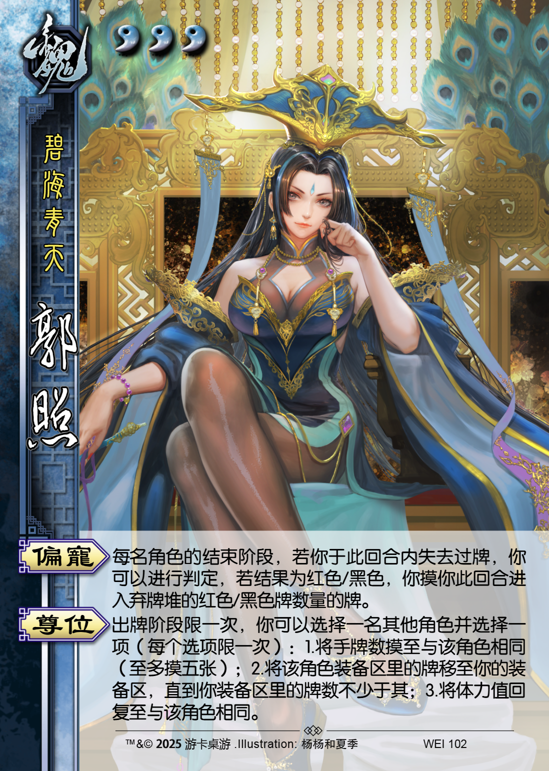 魏
碧海青天
郭照
偏寵
每名角色的结束阶段，若你于此回合内失去过牌，你
可以进行判定，若结果为红色/黑色，你摸你此回合进
入弃牌堆的红色/黑色牌数量的牌。
尊位
出牌阶段限一次，你可以选择一名其他角色并选择一
项（每个选项限一次）：1.将手牌数摸至与该角色相同
（至多摸五张）；2.将该角色装备区里的牌移至你的装
备区，直到你装备区里的牌数不少于其；3.将体力值回
复至与该角色相同。
™&© 2025 游卡桌游 .Illustration: 杨杨和夏季 WEI 102